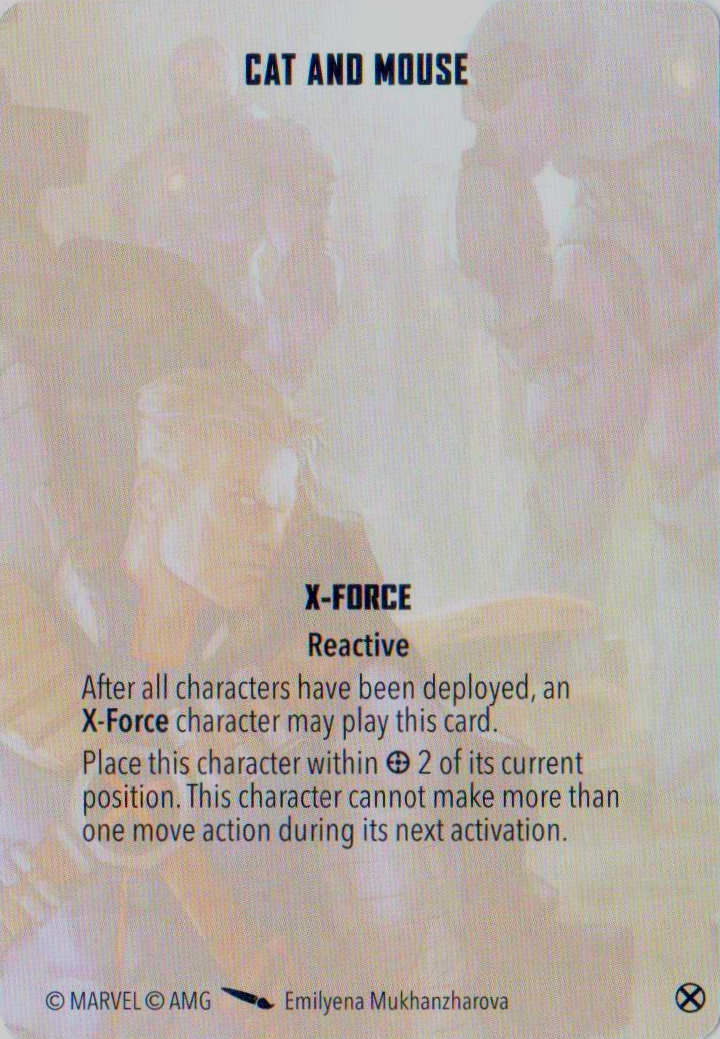 CAT AND MOUSE
X-FORCE
Reactive
After all characters have been deployed, an
X-Force character may play this card.
Place this character within ⌖ 2 of its current
position. This character cannot make more than
one move action during its next activation.
© MARVEL © AMG Emilyena Mukhanzharova